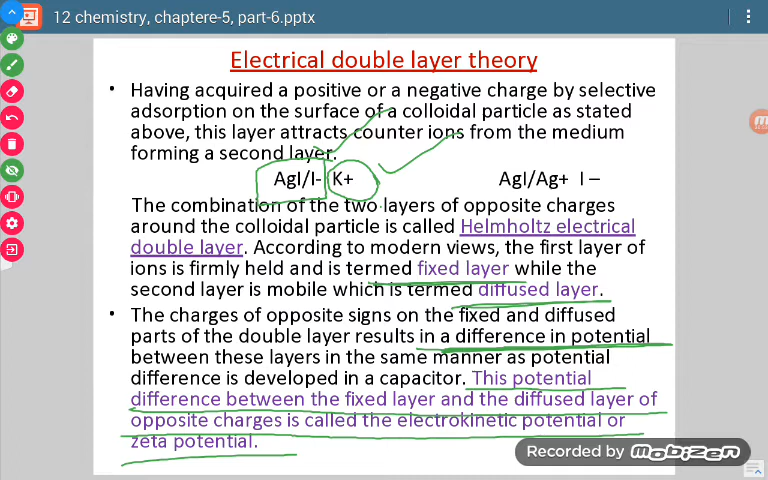 12 chemistry, chaptere-5, part-6.pptx
Electrical double layer theory
• Having acquired a positive or a negative charge by selective
adsorption on the surface of a colloidal particle as stated
above, this layer attracts counter ions from the medium
forming a second layer.
AgI/I- K+ AgI/Ag+ I –
The combination of the two layers of opposite charges
around the colloidal particle is called Helmholtz electrical
double layer. According to modern views, the first layer of
ions is firmly held and is termed fixed layer while the
second layer is mobile which is termed diffused layer.
• The charges of opposite signs on the fixed and diffused
parts of the double layer results in a difference in potential
between these layers in the same manner as potential
difference is developed in a capacitor. This potential
difference between the fixed layer and the diffused layer of
opposite charges is called the electrokinetic potential or
zeta potential.
Recorded by mobizen